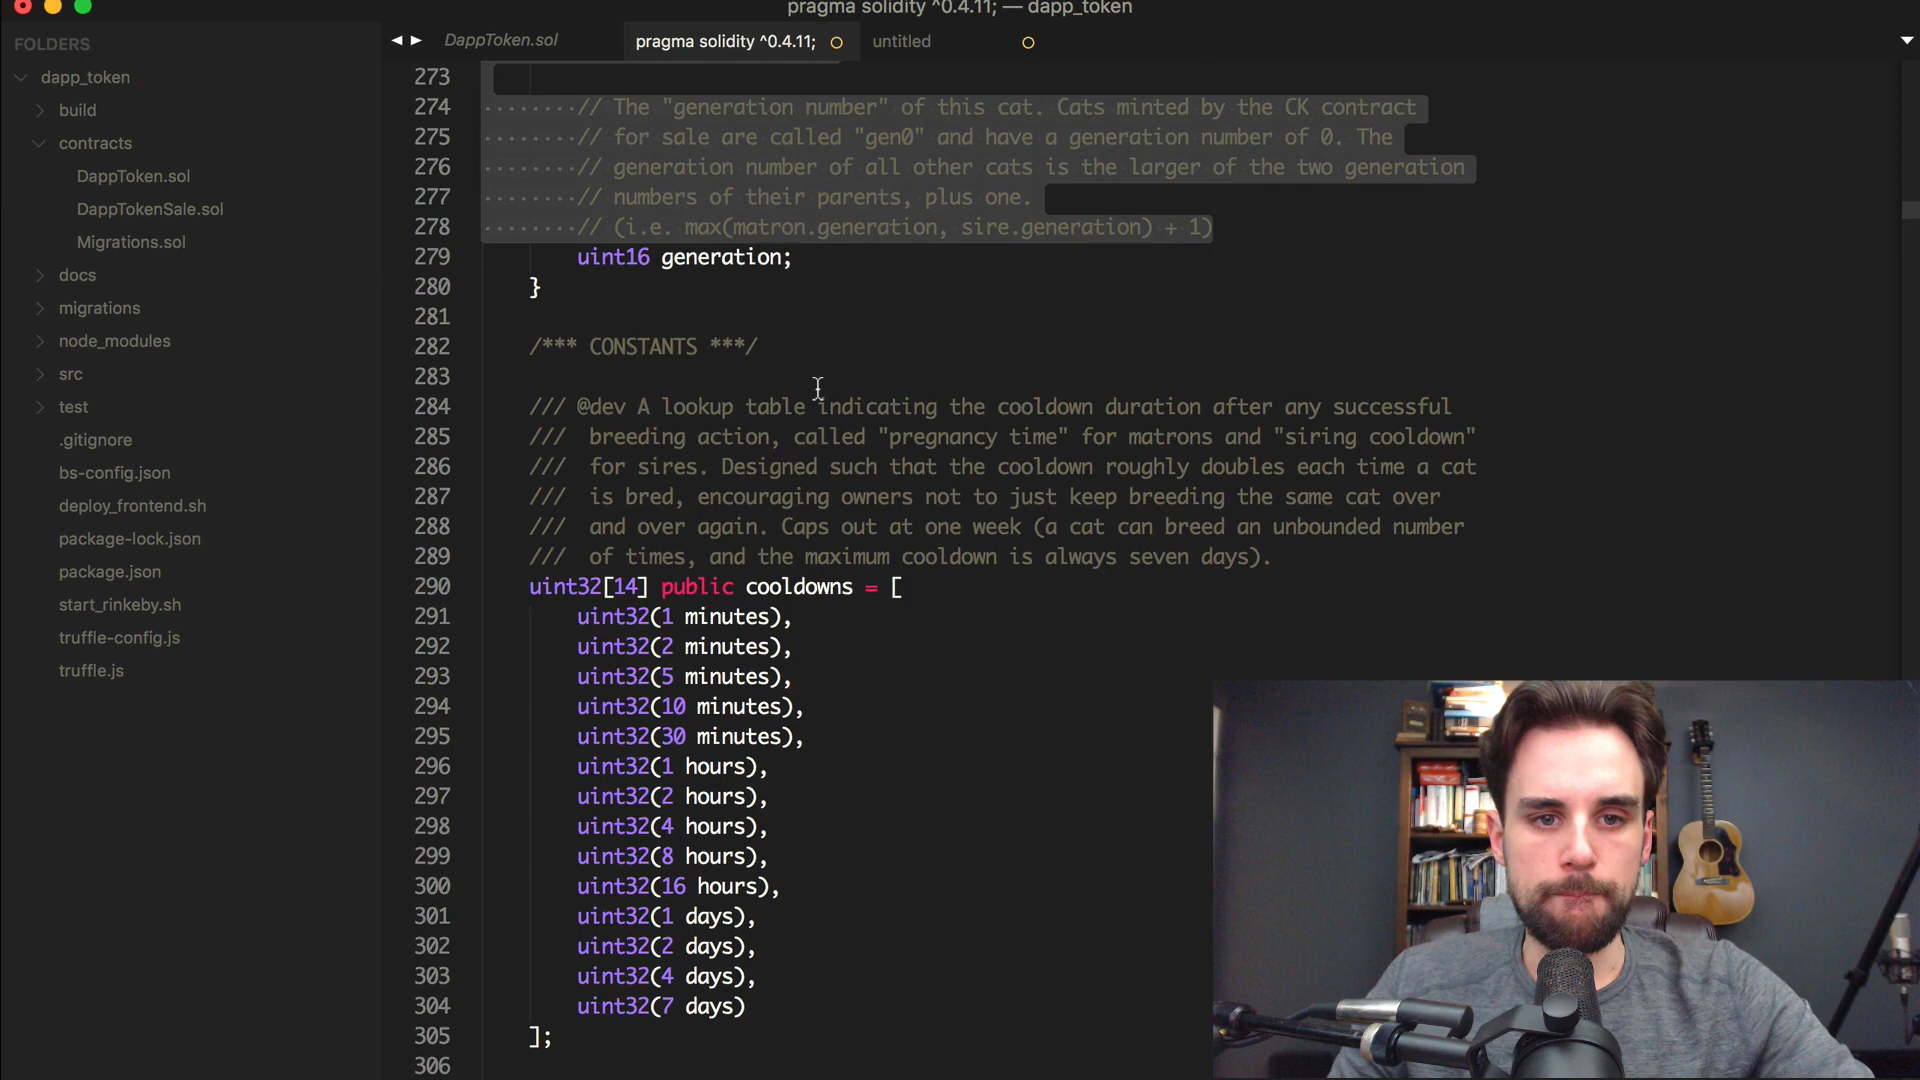 pragma solidity ^0.4.11; — dapp_token
FOLDERS
dapp_token
build
contracts
DappToken.sol
DappTokenSale.sol
Migrations.sol
docs
migrations
node_modules
src
test
.gitignore
bs-config.json
deploy_frontend.sh
package-lock.json
package.json
start_rinkeby.sh
truffle-config.js
truffle.js
DappToken.sol
pragma solidity ^0.4.11;
untitled
273
274 // The "generation number" of this cat. Cats minted by the CK contract
275 // for sale are called "gen0" and have a generation number of 0. The
276 // generation number of all other cats is the larger of the two generation
277 // numbers of their parents, plus one.
278 // (i.e. max(matron.generation, sire.generation) + 1)
279 uint16 generation;
280 }
281
282 /*** CONSTANTS ***/
283
284 /// @dev A lookup table indicating the cooldown duration after any successful
285 /// breeding action, called "pregnancy time" for matrons and "siring cooldown"
286 /// for sires. Designed such that the cooldown roughly doubles each time a cat
287 /// is bred, encouraging owners not to just keep breeding the same cat over
288 /// and over again. Caps out at one week (a cat can breed an unbounded number
289 /// of times, and the maximum cooldown is always seven days).
290 uint32[14] public cooldowns = [
291 uint32(1 minutes),
292 uint32(2 minutes),
293 uint32(5 minutes),
294 uint32(10 minutes),
295 uint32(30 minutes),
296 uint32(1 hours),
297 uint32(2 hours),
298 uint32(4 hours),
299 uint32(8 hours),
300 uint32(16 hours),
301 uint32(1 days),
302 uint32(2 days),
303 uint32(4 days),
304 uint32(7 days)
305 ];
306